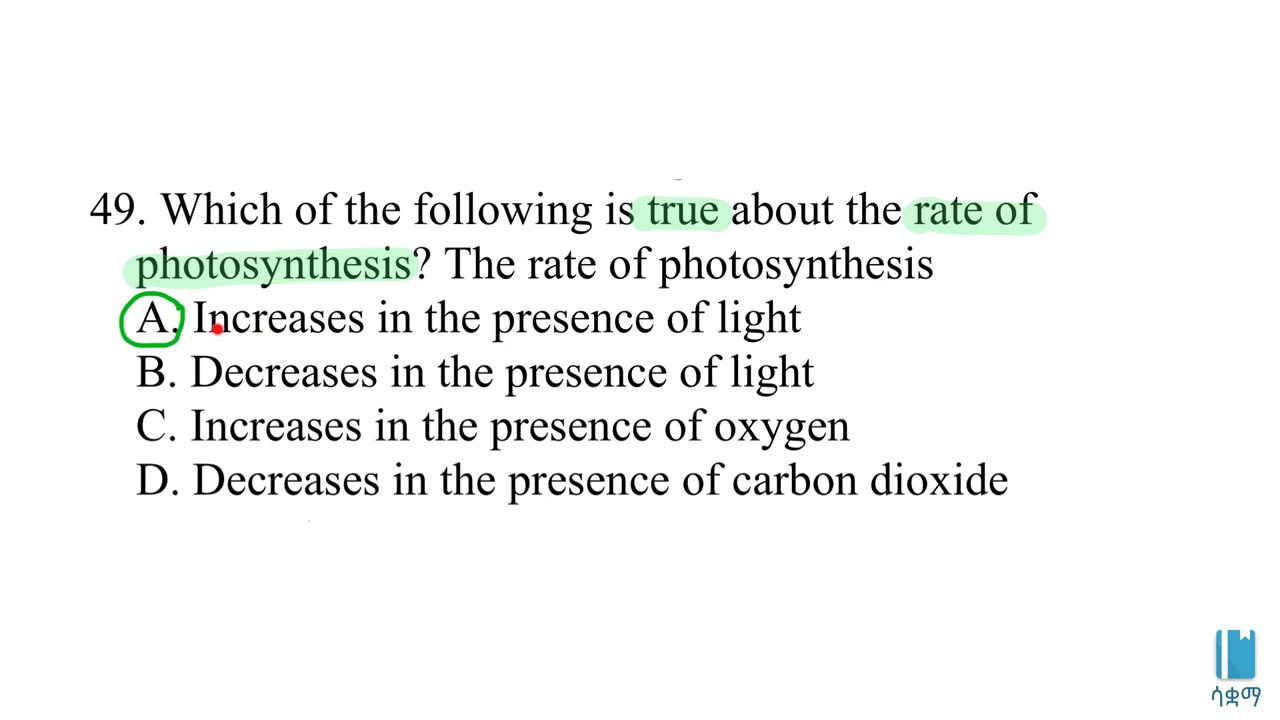 49. Which of the following is true about the rate of
photosynthesis? The rate of photosynthesis
A. Increases in the presence of light
B. Decreases in the presence of light
C. Increases in the presence of oxygen
D. Decreases in the presence of carbon dioxide
ሳቋማ